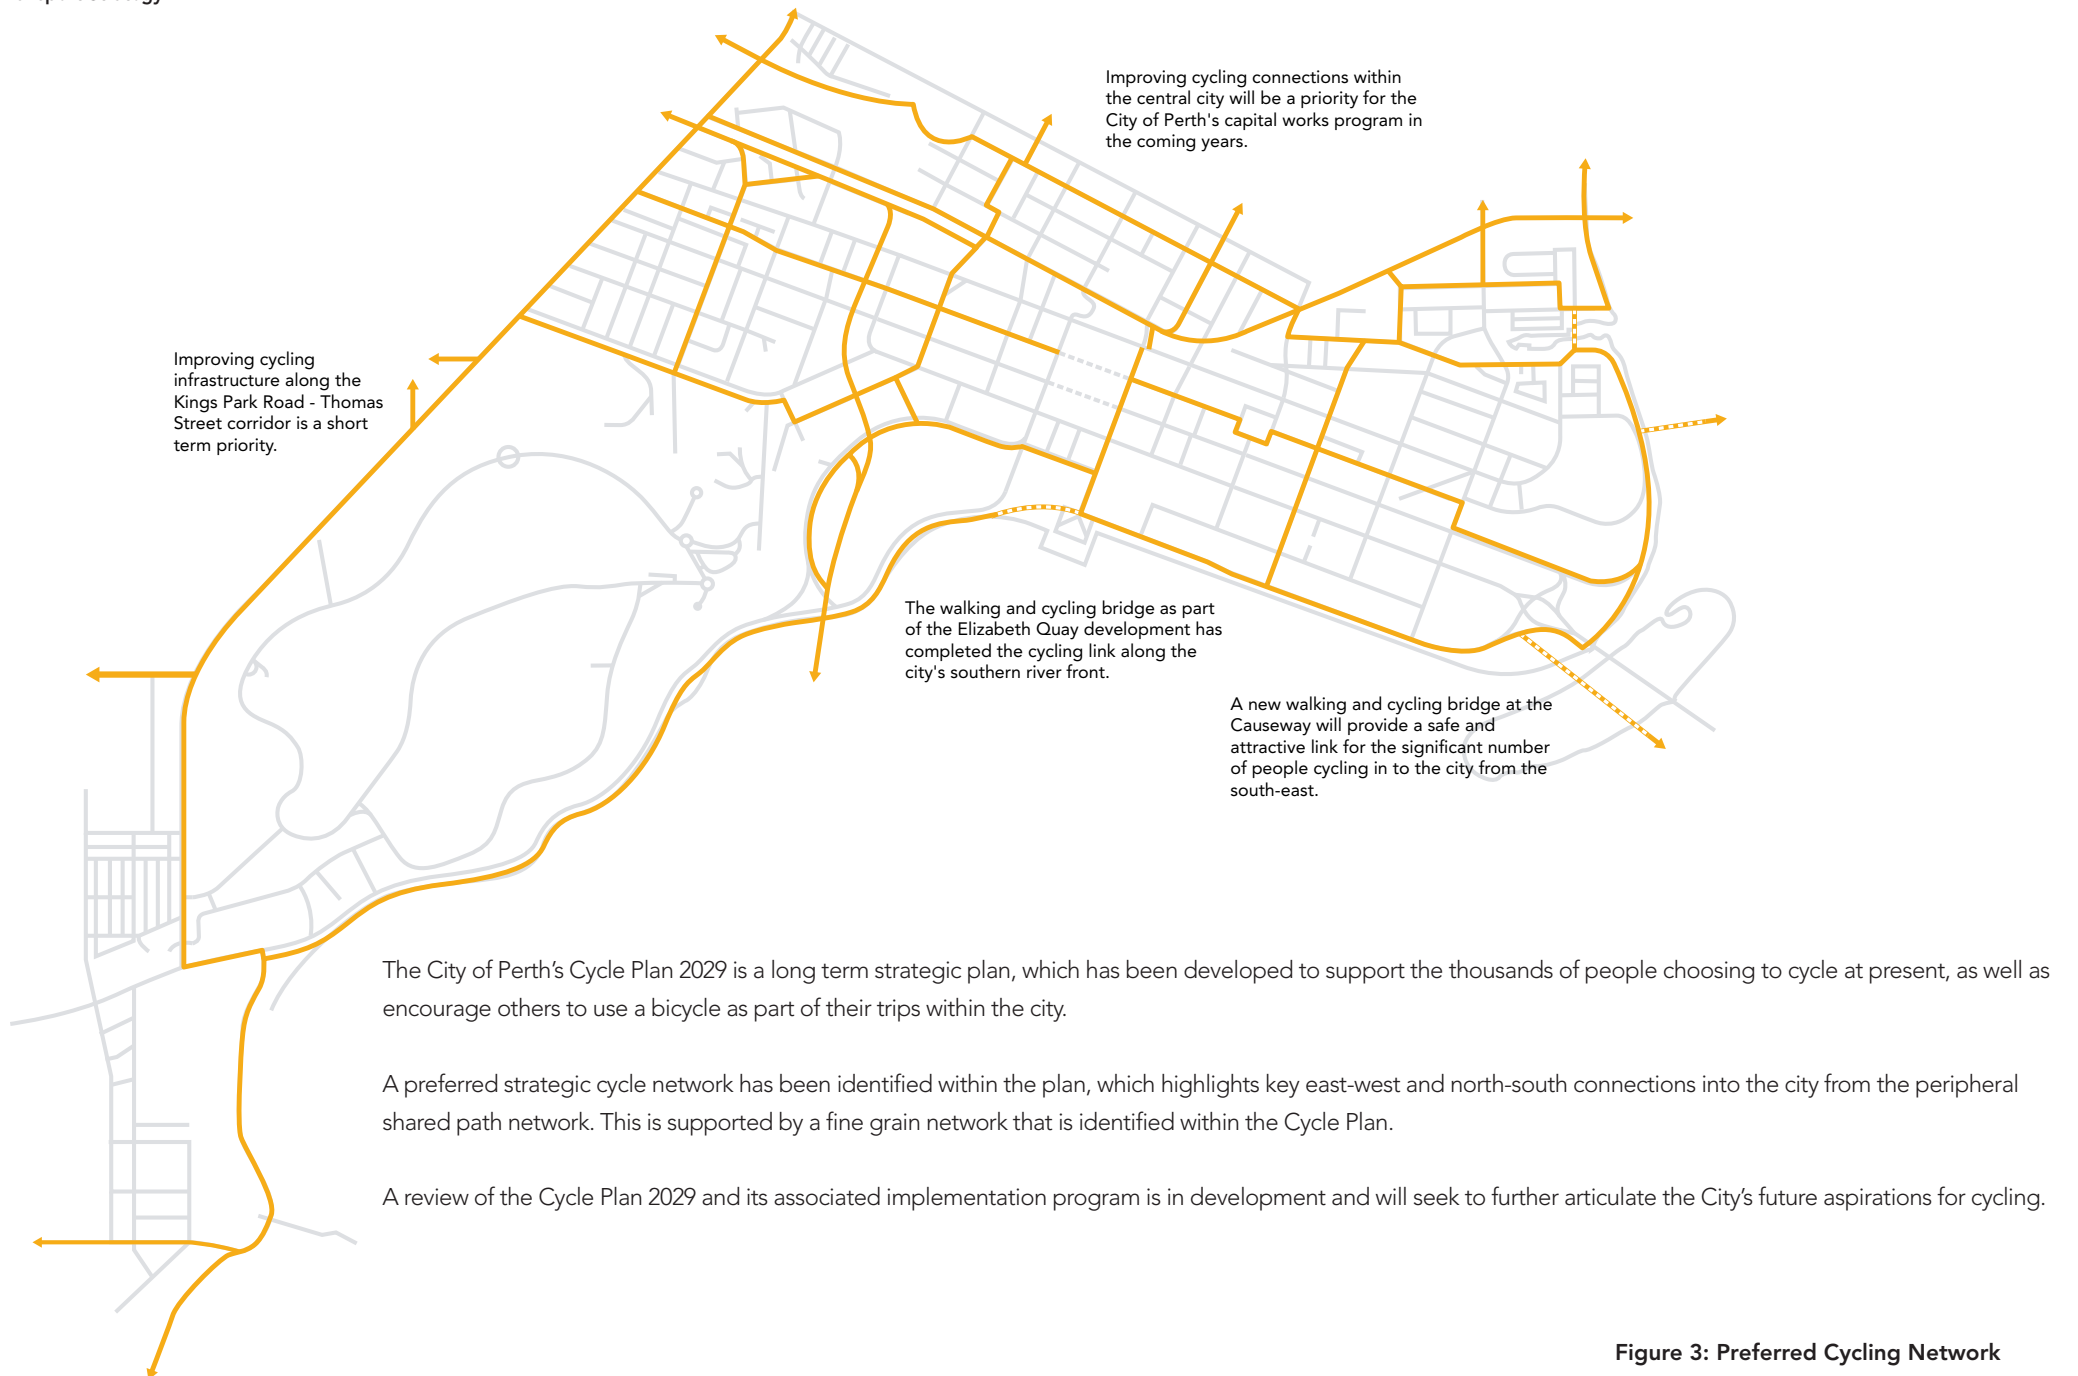 Improving cycling connections within
the central city will be a priority for the
City of Perth's capital works program in
the coming years.
Improving cycling
infrastructure along the
Kings Park Road - Thomas
Street corridor is a short
term priority.
The walking and cycling bridge as part
of the Elizabeth Quay development has
completed the cycling link along the
city's southern river front.
A new walking and cycling bridge at the
Causeway will provide a safe and
attractive link for the significant number
of people cycling in to the city from the
south-east.
The City of Perth’s Cycle Plan 2029 is a long term strategic plan, which has been developed to support the thousands of people choosing to cycle at present, as well as
encourage others to use a bicycle as part of their trips within the city.
A preferred strategic cycle network has been identified within the plan, which highlights key east-west and north-south connections into the city from the peripheral
shared path network. This is supported by a fine grain network that is identified within the Cycle Plan.
A review of the Cycle Plan 2029 and its associated implementation program is in development and will seek to further articulate the City’s future aspirations for cycling.
Figure 3: Preferred Cycling Network